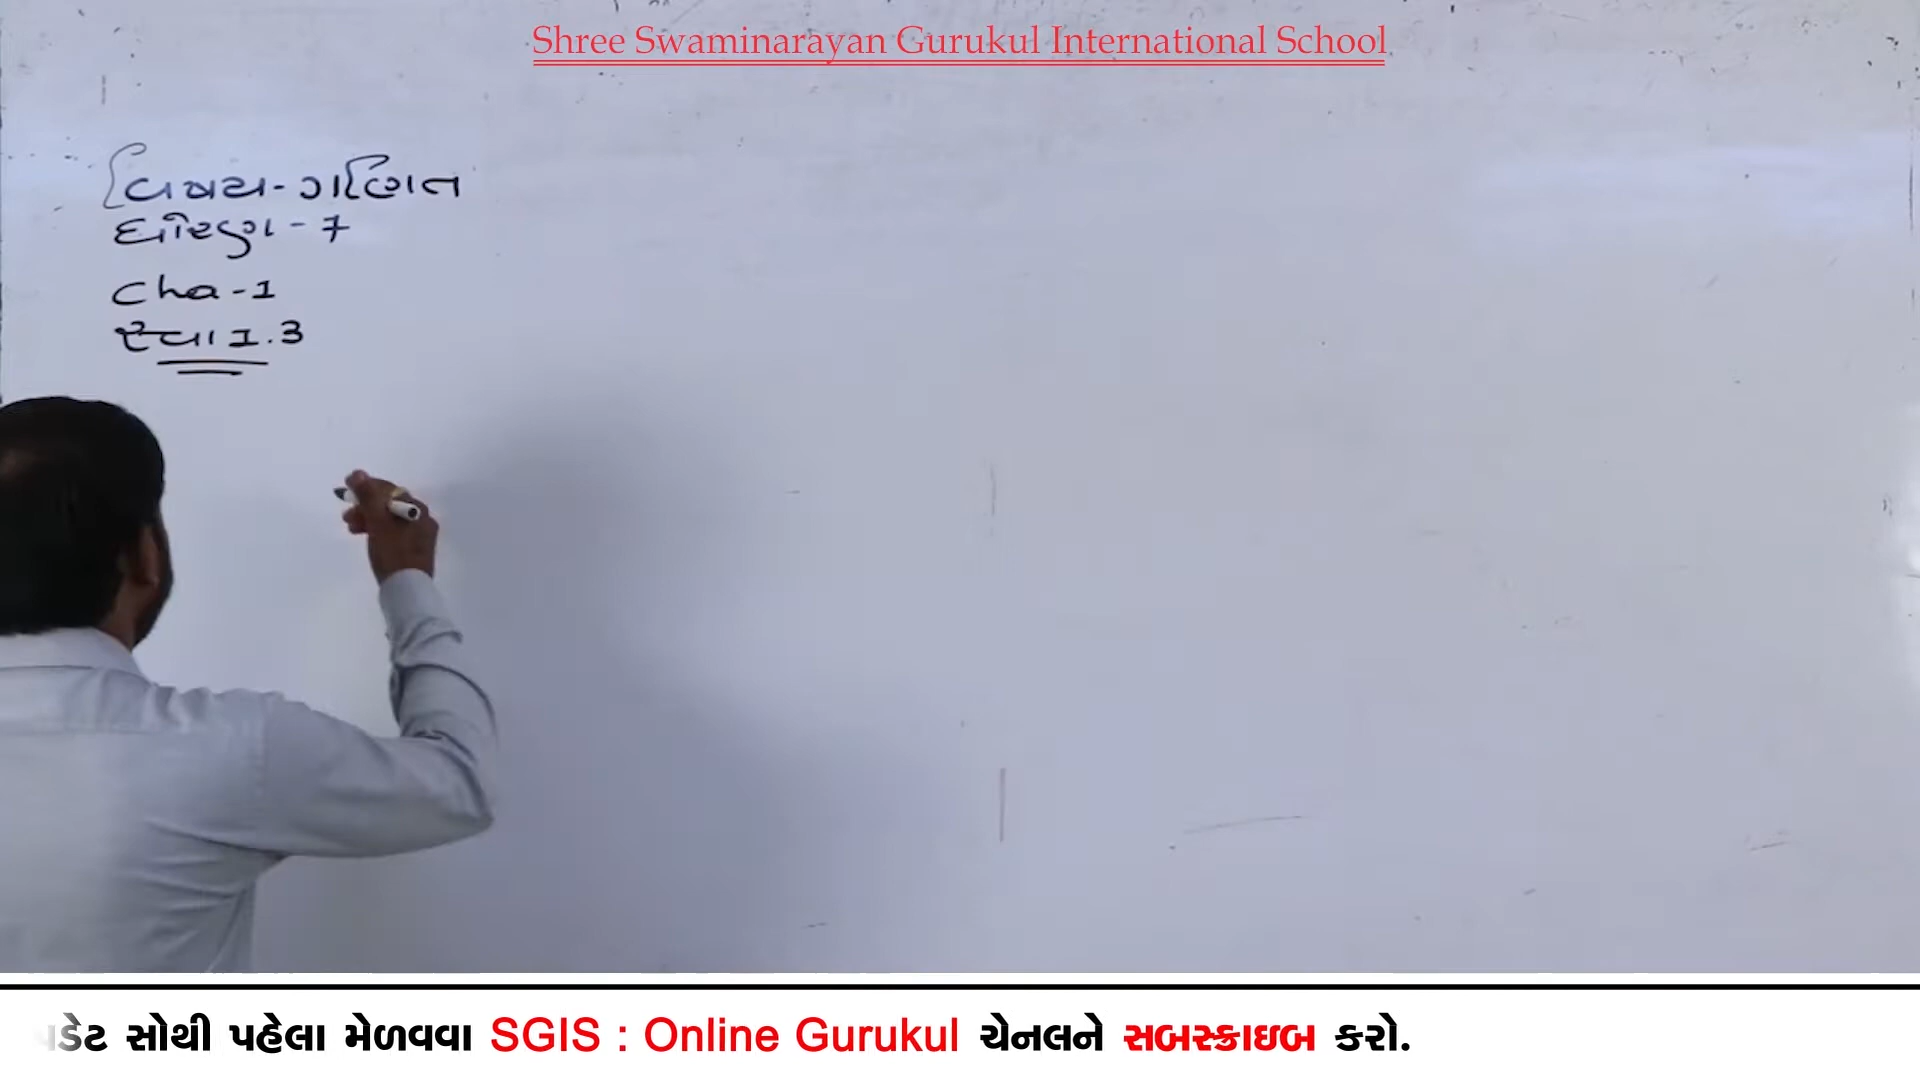 Shree Swaminarayan Gurukul International School
વિષય - ગણિત
ધોરણ - 7
Cha - 1
સ્વા 1.3
ડેટ સૌથી પહેલા મેળવવા SGIS : Online Gurukul ચેનલને સબસ્ક્રાઇબ કરો.